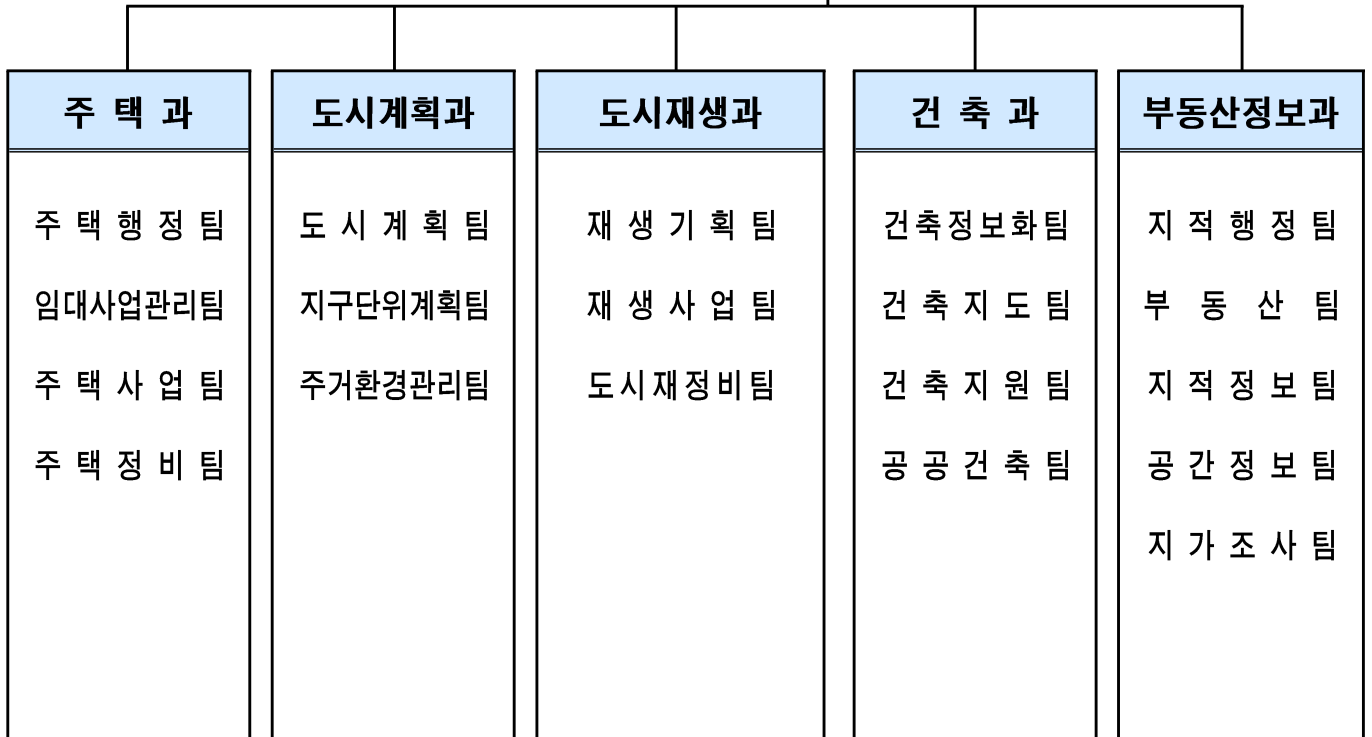 주 택 과
주 택 행 정 팀
임대사업관리팀
주 택 사 업 팀
주 택 정 비 팀
도시계획과
도 시 계 획 팀
지구단위계획팀
주거환경관리팀
도시재생과
재 생 기 획 팀
재 생 사 업 팀
도시재정비팀
건 축 과
건축정보화팀
건 축 지 도 팀
건 축 지 원 팀
공 공 건 축 팀
부동산정보과
지 적 행 정 팀
부 동 산 팀
지 적 정 보 팀
공 간 정 보 팀
지 가 조 사 팀